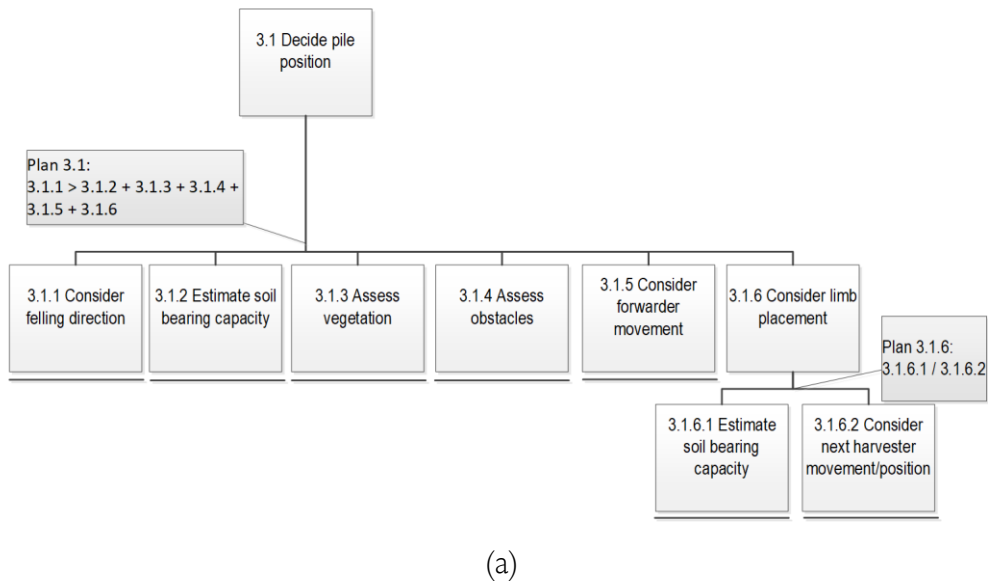 3.1 Decide pile
position
Plan 3.1:
3.1.1 > 3.1.2 + 3.1.3 + 3.1.4 +
3.1.5 + 3.1.6
3.1.1 Consider
felling direction
3.1.2 Estimate soil
bearing capacity
3.1.3 Assess
vegetation
3.1.4 Assess
obstacles
3.1.5 Consider
forwarder
movement
3.1.6 Consider limb
placement
Plan 3.1.6:
3.1.6.1 / 3.1.6.2
3.1.6.1 Estimate
soil bearing
capacity
3.1.6.2 Consider
next harvester
movement/position
(a)